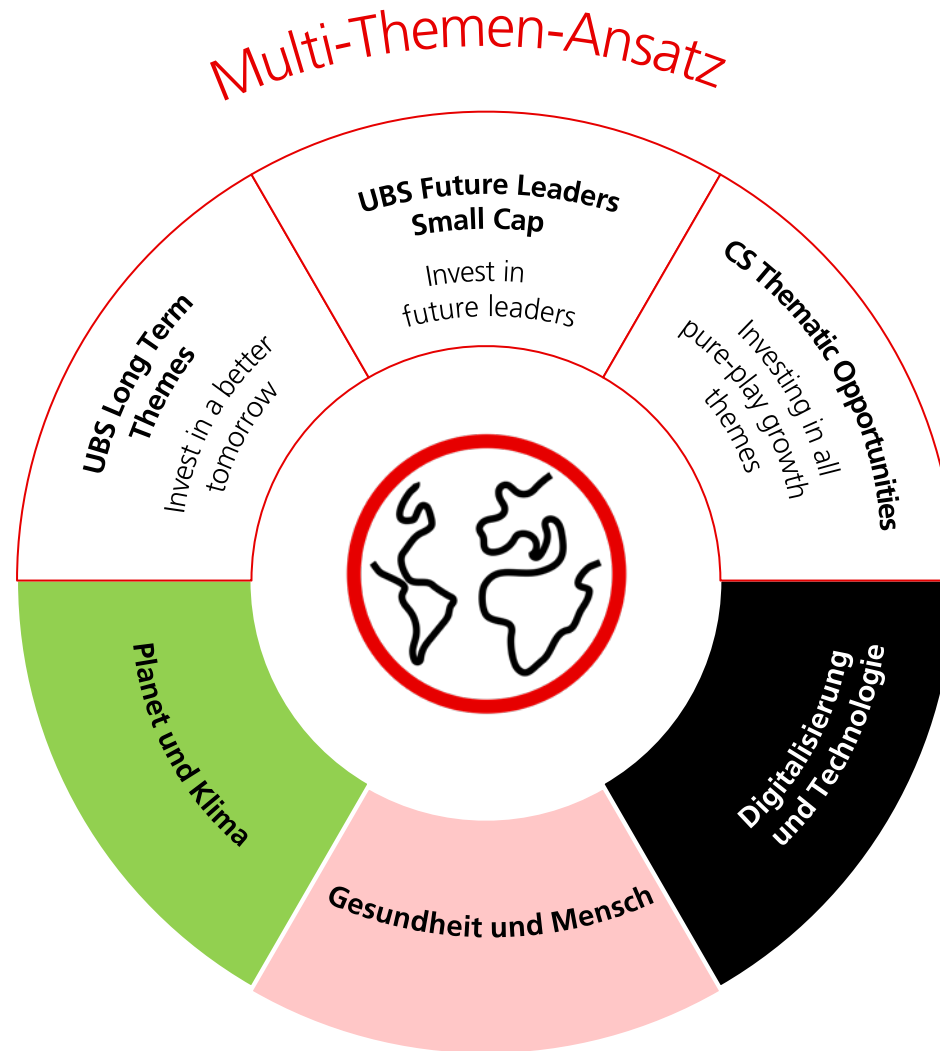 Multi-Themen-Ansatz
UBS Long Term
Themes
Invest in a better
tomorrow
UBS Future Leaders
Small Cap
Invest in
future leaders
CS Thematic Opportunities
Investing in all
pure-play growth
themes
Planet und Klima
Gesundheit und Mensch
Digitalisierung
und Technologie